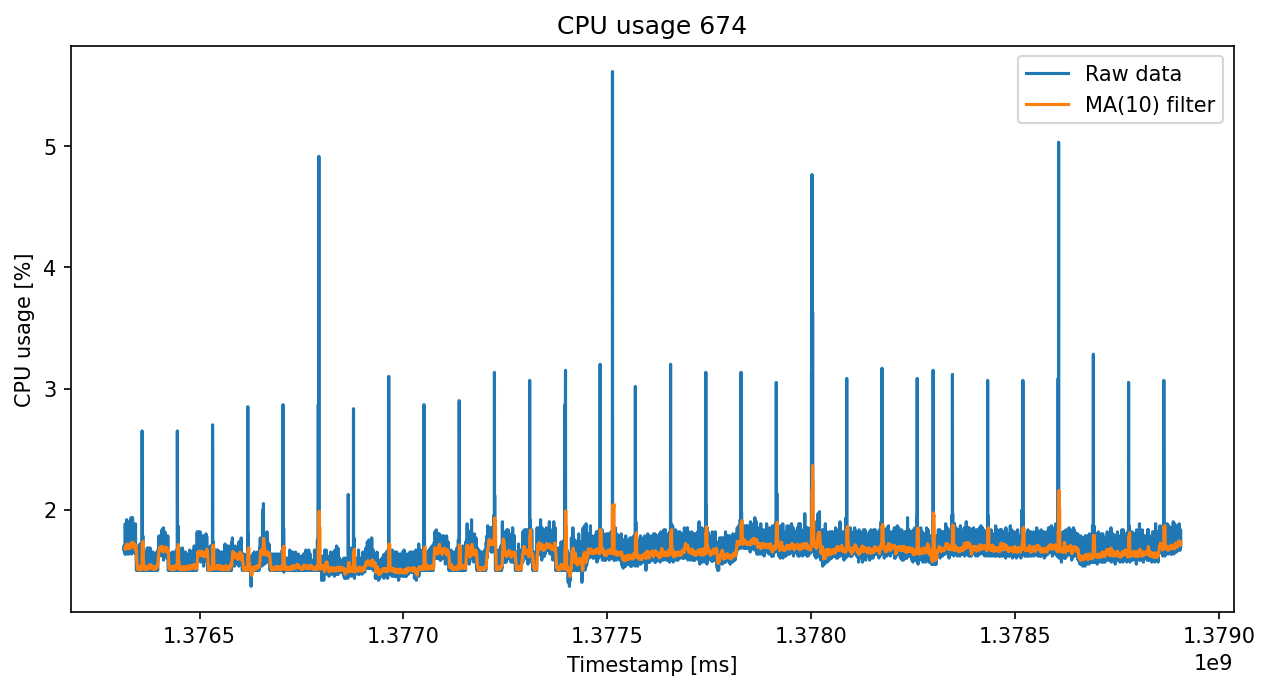 CPU usage 674
Raw data
MA(10) filter
CPU usage [%]
5
4
3
2
1.3765 1.3770 1.3775 1.3780 1.3785 1.3790
1e9
Timestamp [ms]